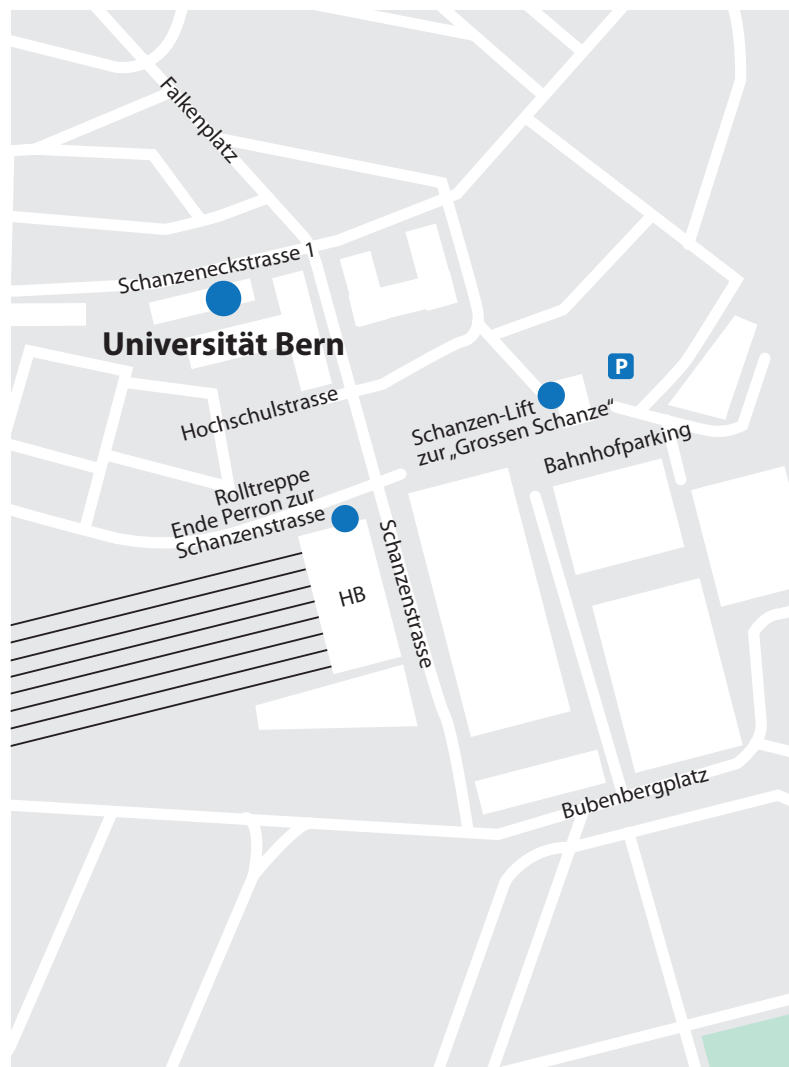 Falkenplatz
Schanzeneckstrasse 1
Universität Bern
P
Hochschulstrasse
Schanzen-Lift
zur „Grossen Schanze“
Bahnhofparking
Rolltreppe
Ende Perron zur
Schanzenstrasse
Schanzenstrasse
HB
Bubenbergplatz